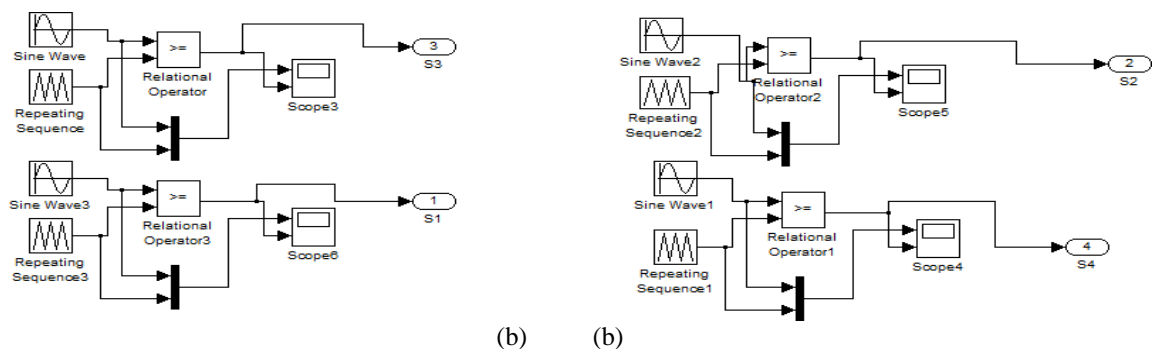 Sine Wave
>=
Relational
Operator
3
S3
Repeating
Sequence
Scope3
Sine Wave3
>=
Relational
Operator3
1
S1
Repeating
Sequence3
Scope6
(b)
Sine Wave2
>=
Relational
Operator2
2
S2
Repeating
Sequence2
Scope5
Sine Wave1
>=
Relational
Operator1
4
S4
Repeating
Sequence1
Scope4
(b)